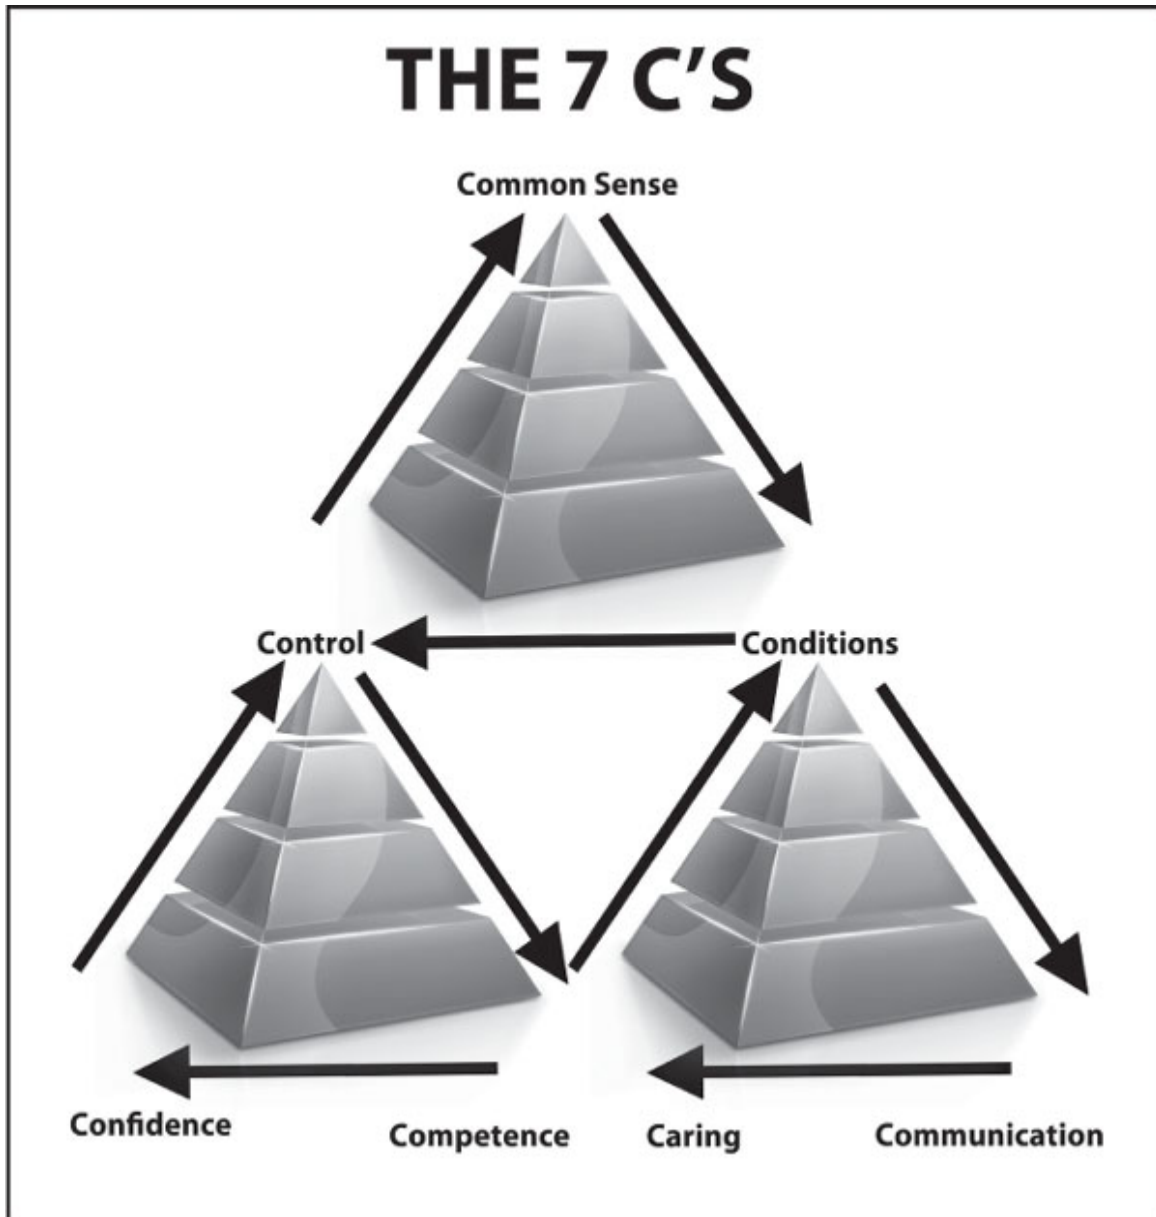 THE 7 C'S
Common Sense
Control
Conditions
Confidence
Competence
Caring
Communication